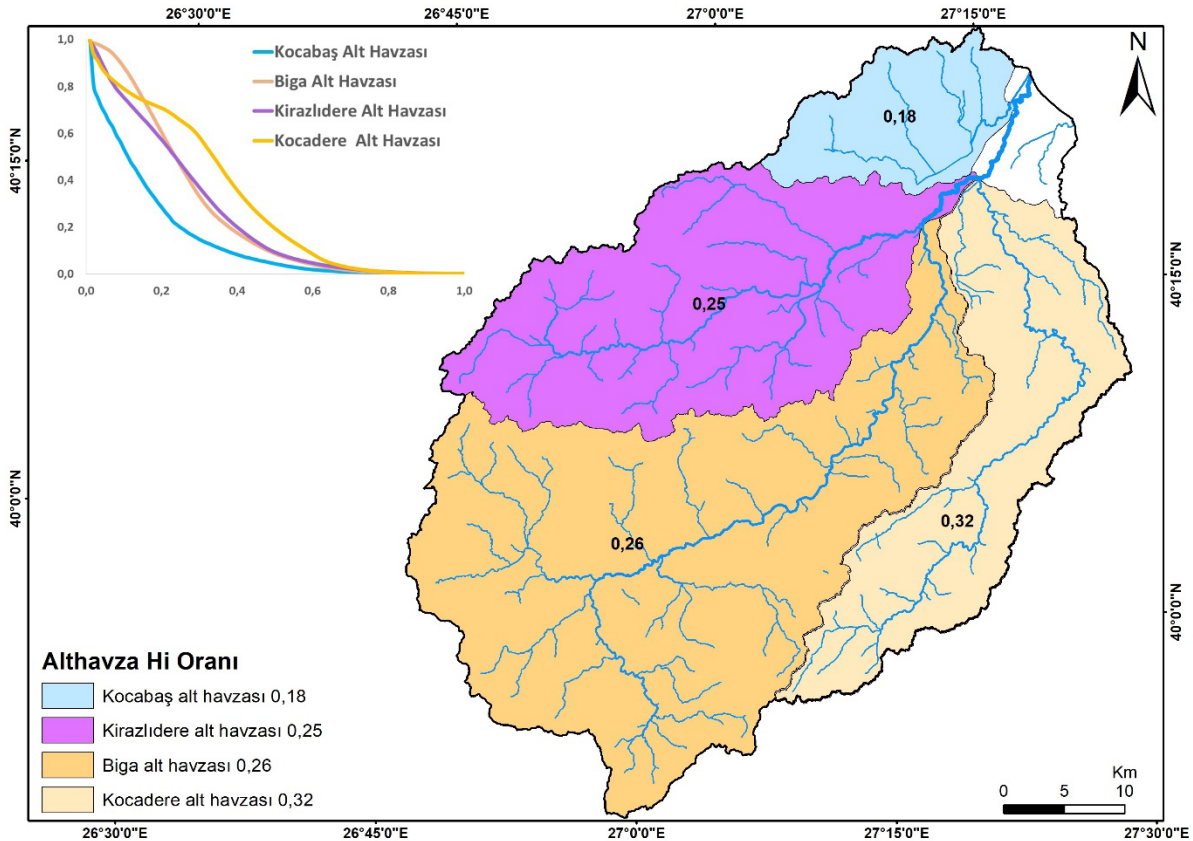 26°30'0"E 26°45'0"E 27°0'0"E 27°15'0"E
N
1,0
0,8
0,6
0,4
0,2
0,0
0,0 0,2 0,4 0,6 0,8 1,0
Kocabaş Alt Havzası
Biga Alt Havzası
Kirazlıdere Alt Havzası
Kocadere Alt Havzası
40°15'0"N
40°0'0"N
0,18
0,25
0,26
0,32
40°15'0"N
40°0'0"N
Althavza Hi Oranı
Kocabaş alt havzası 0,18
Kirazlıdere alt havzası 0,25
Biga alt havzası 0,26
Kocadere alt havzası 0,32
Km
0 5 10
26°30'0"E 26°45'0"E 27°0'0"E 27°15'0"E 27°30'0"E